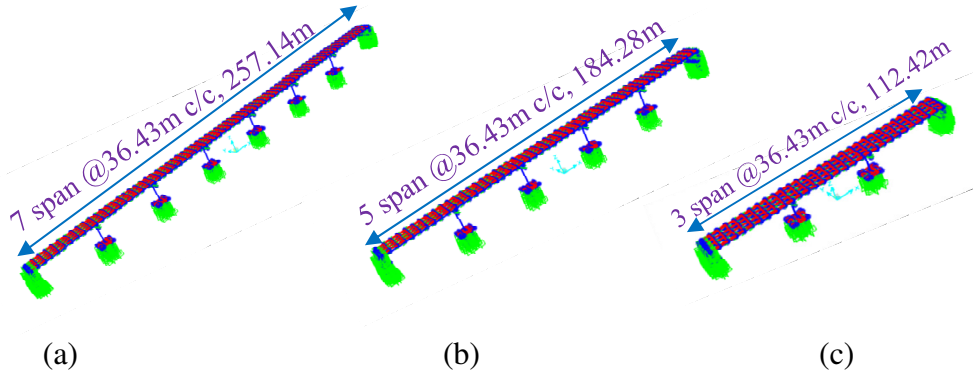 7 span @36.43m c/c, 257.14m
5 span @36.43m c/c, 184.28m
3 span @36.43m c/c, 112.42m
(a)
(b)
(c)